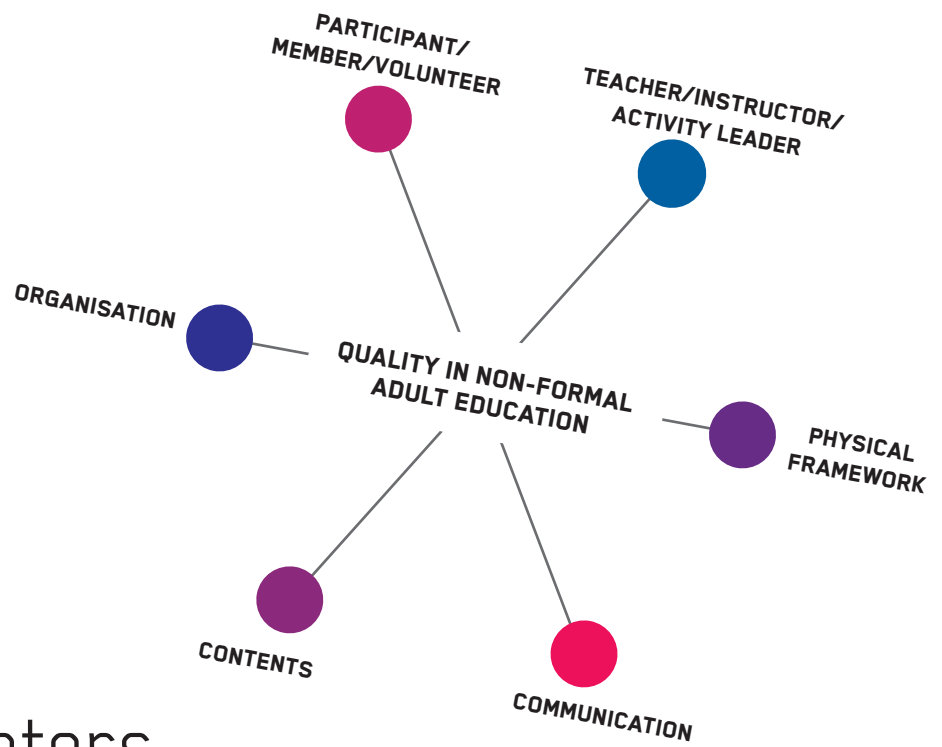 PARTICIPANT/
MEMBER/VOLUNTEER
TEACHER/INSTRUCTOR/
ACTIVITY LEADER
ORGANISATION
QUALITY IN NON-FORMAL
ADULT EDUCATION
PHYSICAL
FRAMEWORK
CONTENTS
COMMUNICATION